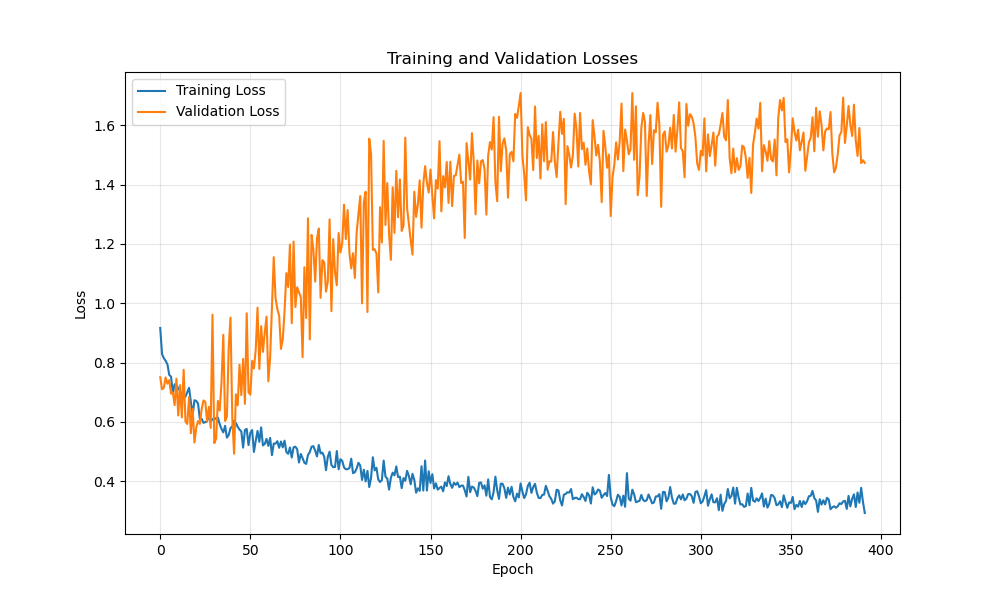 Training and Validation Losses
Training Loss
Validation Loss
Loss
1.6
1.4
1.2
1.0
0.8
0.6
0.4
0 50 100 150 200 250 300 350 400
Epoch